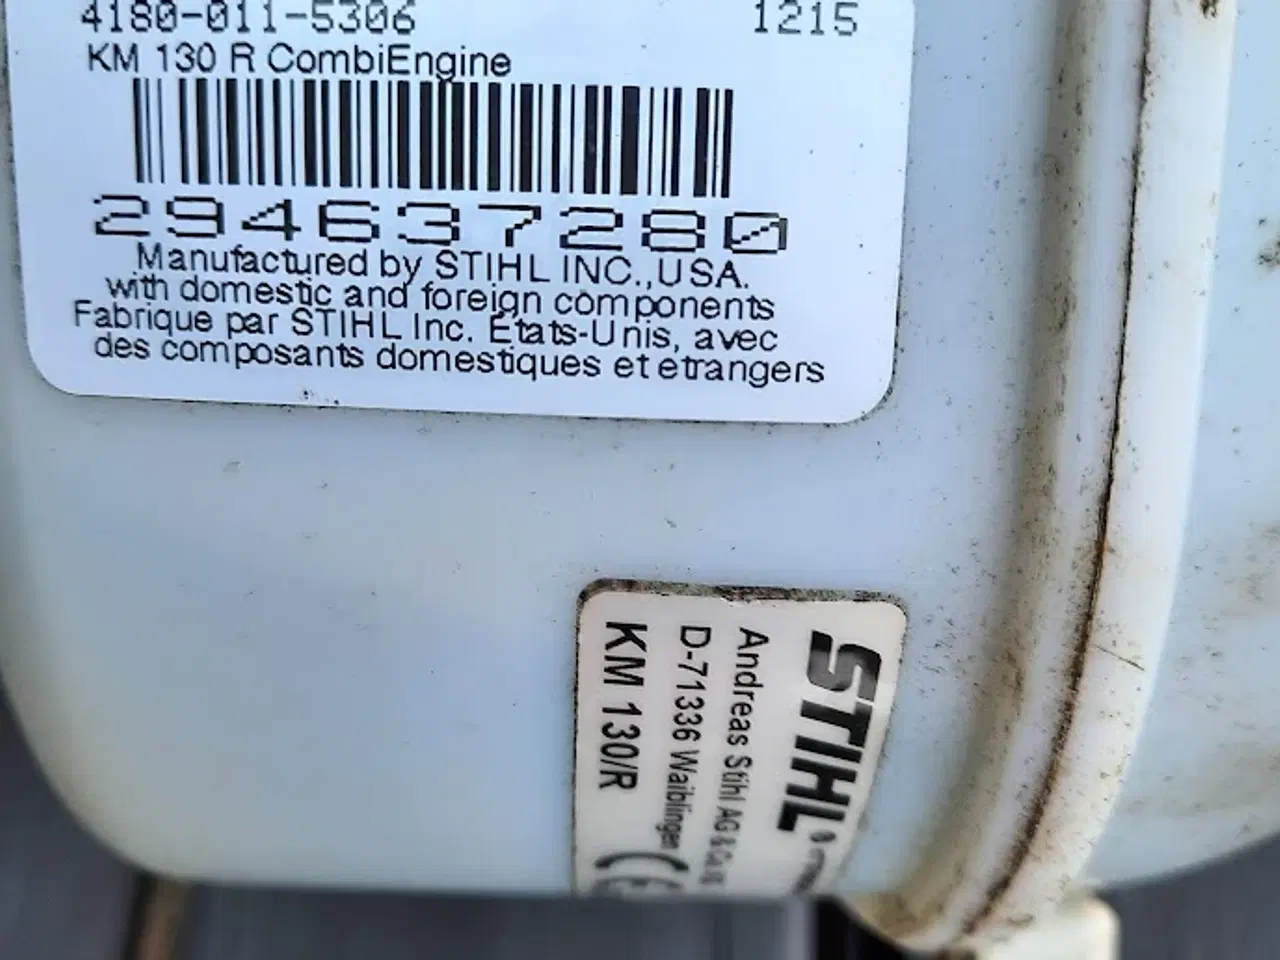 4180-011-5306 1215
KM 130 R CombiEngine
294637280
Manufactured by STIHL INC.,USA.
with domestic and foreign components
Fabrique par STIHL Inc. États-Unis, avec
des composants domestiques et etrangers
STIHL®
Andreas Stihl AG & Co.
D-71336 Waiblingen
KM 130/R
CE